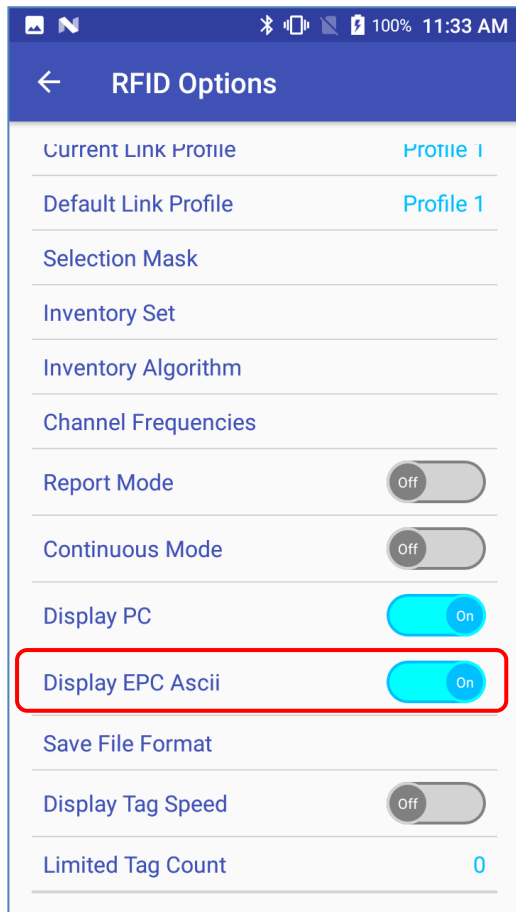 100% 11:33 AM
RFID Options
Current Link Profile Profile 1
Default Link Profile Profile 1
Selection Mask
Inventory Set
Inventory Algorithm
Channel Frequencies
Report Mode Off
Continuous Mode Off
Display PC On
Display EPC Ascii On
Save File Format
Display Tag Speed Off
Limited Tag Count 0